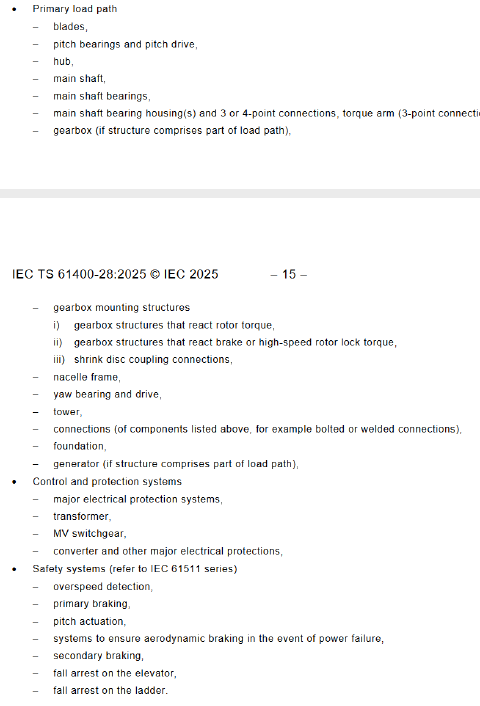 • Primary load path
– blades,
– pitch bearings and pitch drive,
– hub,
– main shaft,
– main shaft bearings,
– main shaft bearing housing(s) and 3 or 4-point connections, torque arm (3-point
– gearbox (if structure comprises part of load path),
IEC TS 61400-28:2025 © IEC 2025 – 15 –
– gearbox mounting structures
i) gearbox structures that react rotor torque,
ii) gearbox structures that react brake or high-speed rotor lock torque,
iii) shrink disc coupling connections,
– nacelle frame,
– yaw bearing and drive,
– tower,
– connections (of components listed above, for example bolted or welded connections),
– foundation,
– generator (if structure comprises part of load path),
• Control and protection systems
– major electrical protection systems,
– transformer,
– MV switchgear,
– converter and other major electrical protections,
• Safety systems (refer to IEC 61511 series)
– overspeed detection,
– primary braking,
– pitch actuation,
– systems to ensure aerodynamic braking in the event of power failure,
– secondary braking,
– fall arrest on the elevator,
– fall arrest on the ladder.